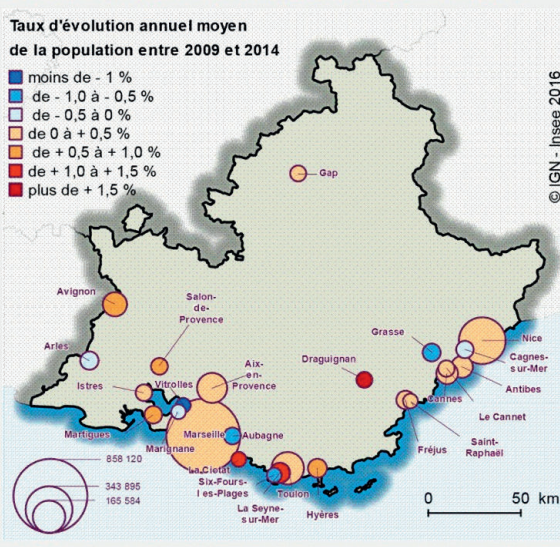 Taux d'évolution annuel moyen
de la population entre 2009 et 2014
moins de - 1 %
de - 1,0 à - 0,5 %
de - 0,5 à 0 %
de 0 à + 0,5 %
de + 0,5 à + 1,0 %
de + 1,0 à + 1,5 %
plus de + 1,5 %
© IGN - Insee 2016
Gap
Avignon
Salon-
de-
Provence
Arles
Grasse
Nice
Cagnes-
sur-Mer
Draguignan
Aix-
en-
Provence
Istres
Vitrolles
Antibes
Cannes
Le Cannet
Martigues
Marignane
Marseille
Aubagne
Saint-
Raphaël
Fréjus
La Ciotat
Six-Fours-
les-Plages
Toulon
La Seyne-
sur-Mer
Hyères
858 120
343 895
165 584
0 50 km